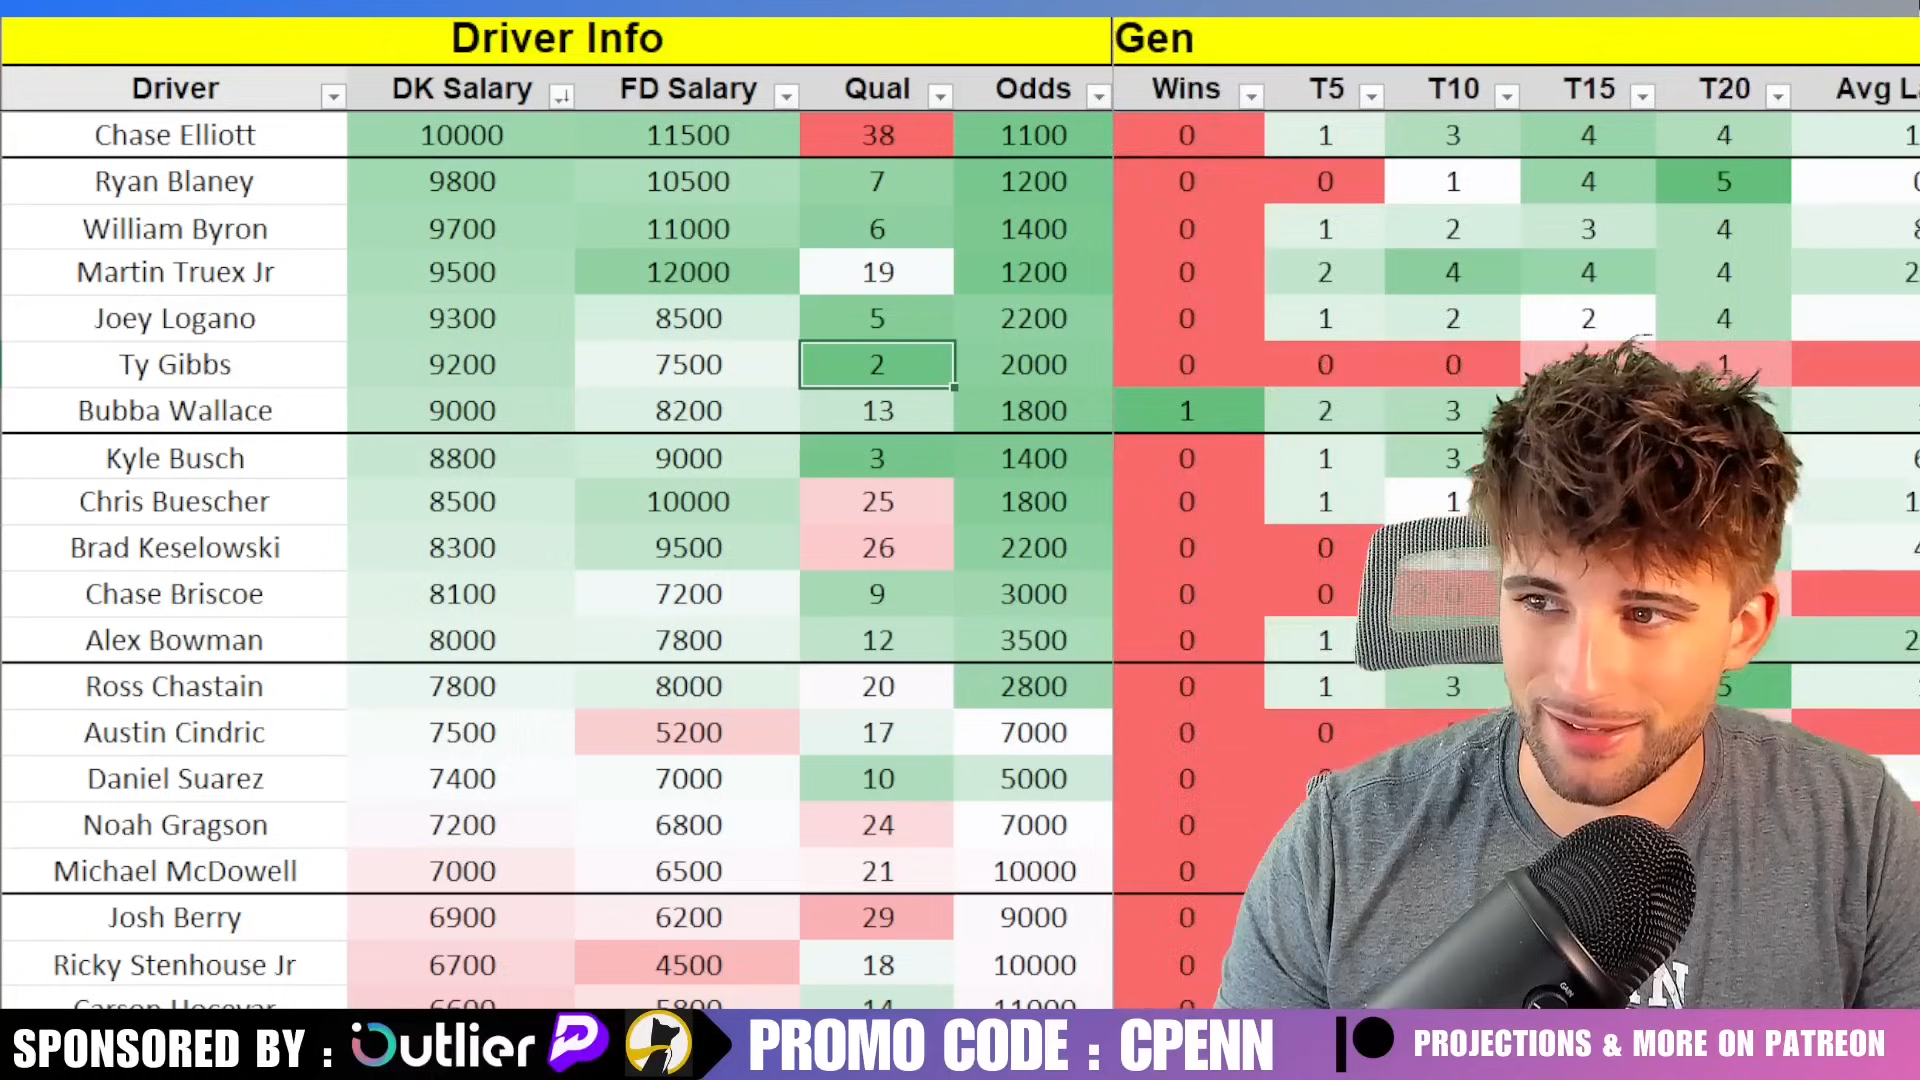 Driver Info Gen
Driver DK Salary FD Salary Qual Odds Wins T5 T10 T15 T20 Avg
Chase Elliott 10000 11500 38 1100 0 1 3 4 4
Ryan Blaney 9800 10500 7 1200 0 0 1 4 5
William Byron 9700 11000 6 1400 0 1 2 3 4
Martin Truex Jr 9500 12000 19 1200 0 2 4 4 4
Joey Logano 9300 8500 5 2200 0 1 2 2 4
Ty Gibbs 9200 7500 2 2000 0 0 0 1
Bubba Wallace 9000 8200 13 1800 1 2 3
Kyle Busch 8800 9000 3 1400 0 1 3
Chris Buescher 8500 10000 25 1800 0 1 1
Brad Keselowski 8300 9500 26 2200 0 0
Chase Briscoe 8100 7200 9 3000 0 0
Alex Bowman 8000 7800 12 3500 0 1
Ross Chastain 7800 8000 20 2800 0 1 3 5
Austin Cindric 7500 5200 17 7000 0 0
Daniel Suarez 7400 7000 10 5000 0
Noah Gragson 7200 6800 24 7000 0
Michael McDowell 7000 6500 21 10000 0
Josh Berry 6900 6200 29 9000 0
Ricky Stenhouse Jr 6700 4500 18 10000 0
Carson Hocevar 6600 5800 14 11000
SPONSORED BY : Outlier P PROMO CODE : CPENN PROJECTIONS & MORE ON PATREON